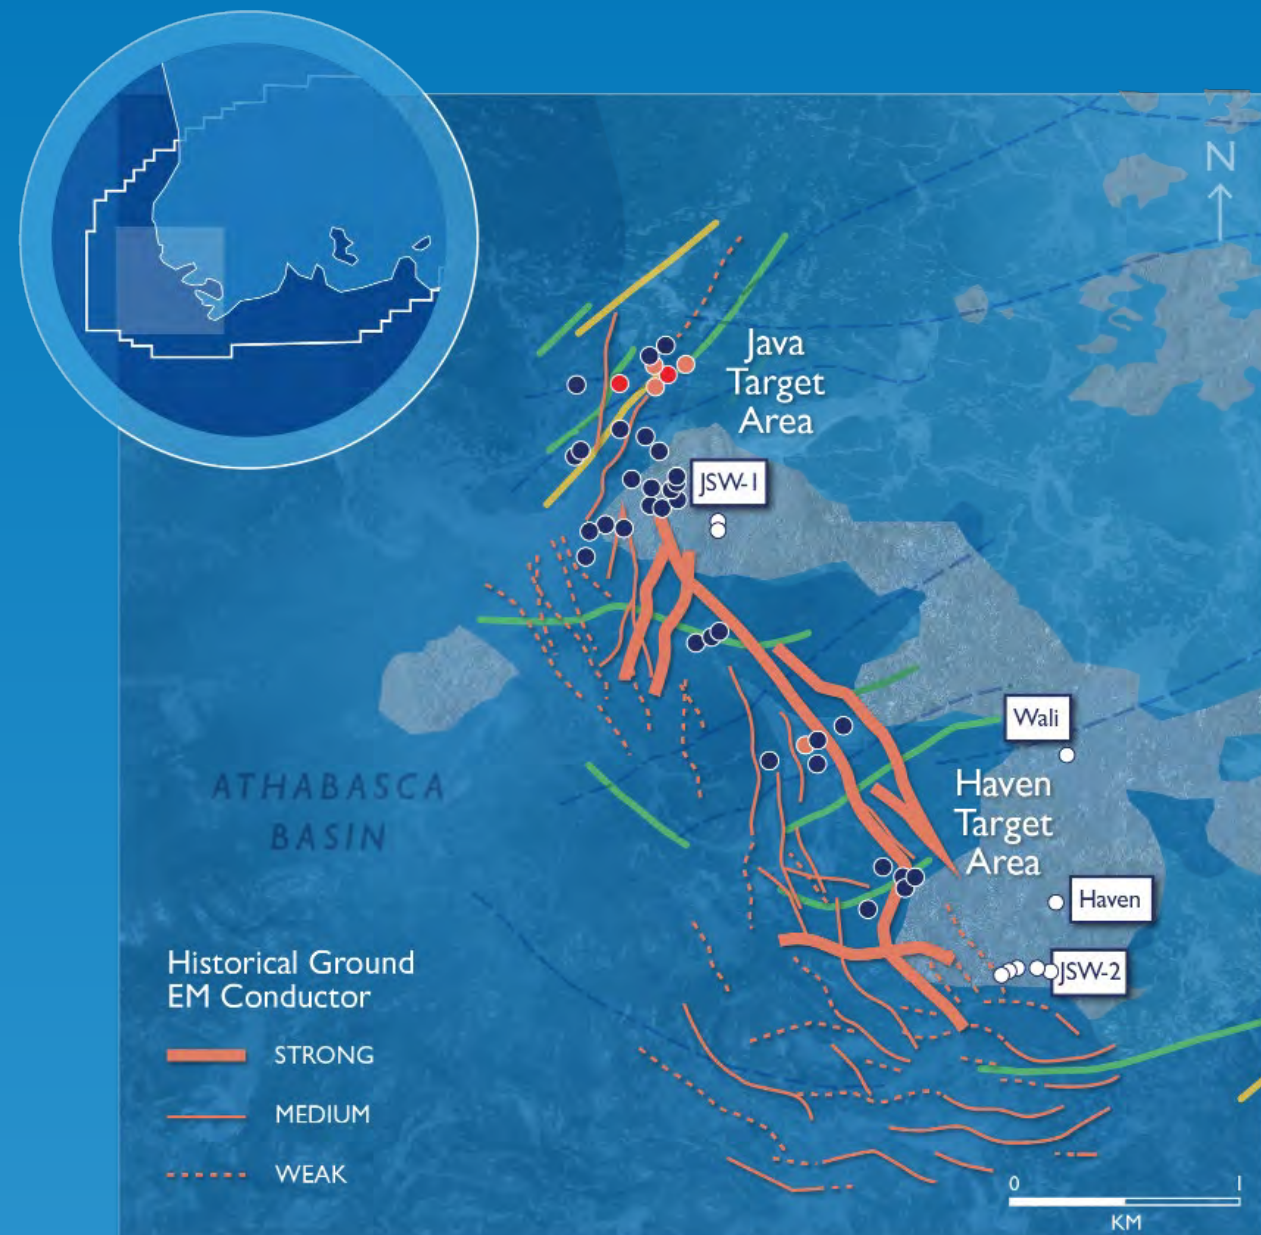 N
Java
Target
Area
JSW-1
Wali
ATHABASCA
BASIN
Haven
Target
Area
Haven
JSW-2
Historical Ground
EM Conductor
STRONG
MEDIUM
WEAK
0 1
KM